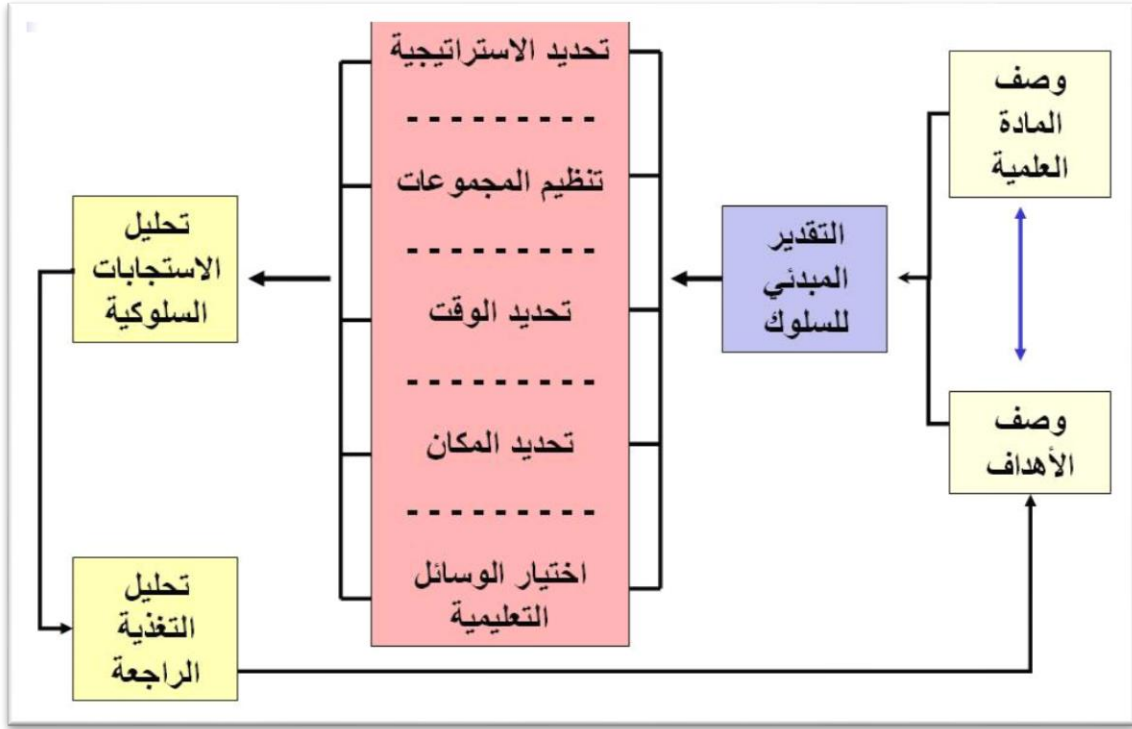 وصف
المادة
العلمية
وصف
الأهداف
التقدير
المبدئي
للسلوك
تحديد الاستراتيجية
تنظيم المجموعات
تحديد الوقت
تحديد المكان
اختيار الوسائل
التعليمية
تحليل
الاستجابات
السلوكية
تحليل
التغذية
الراجعة